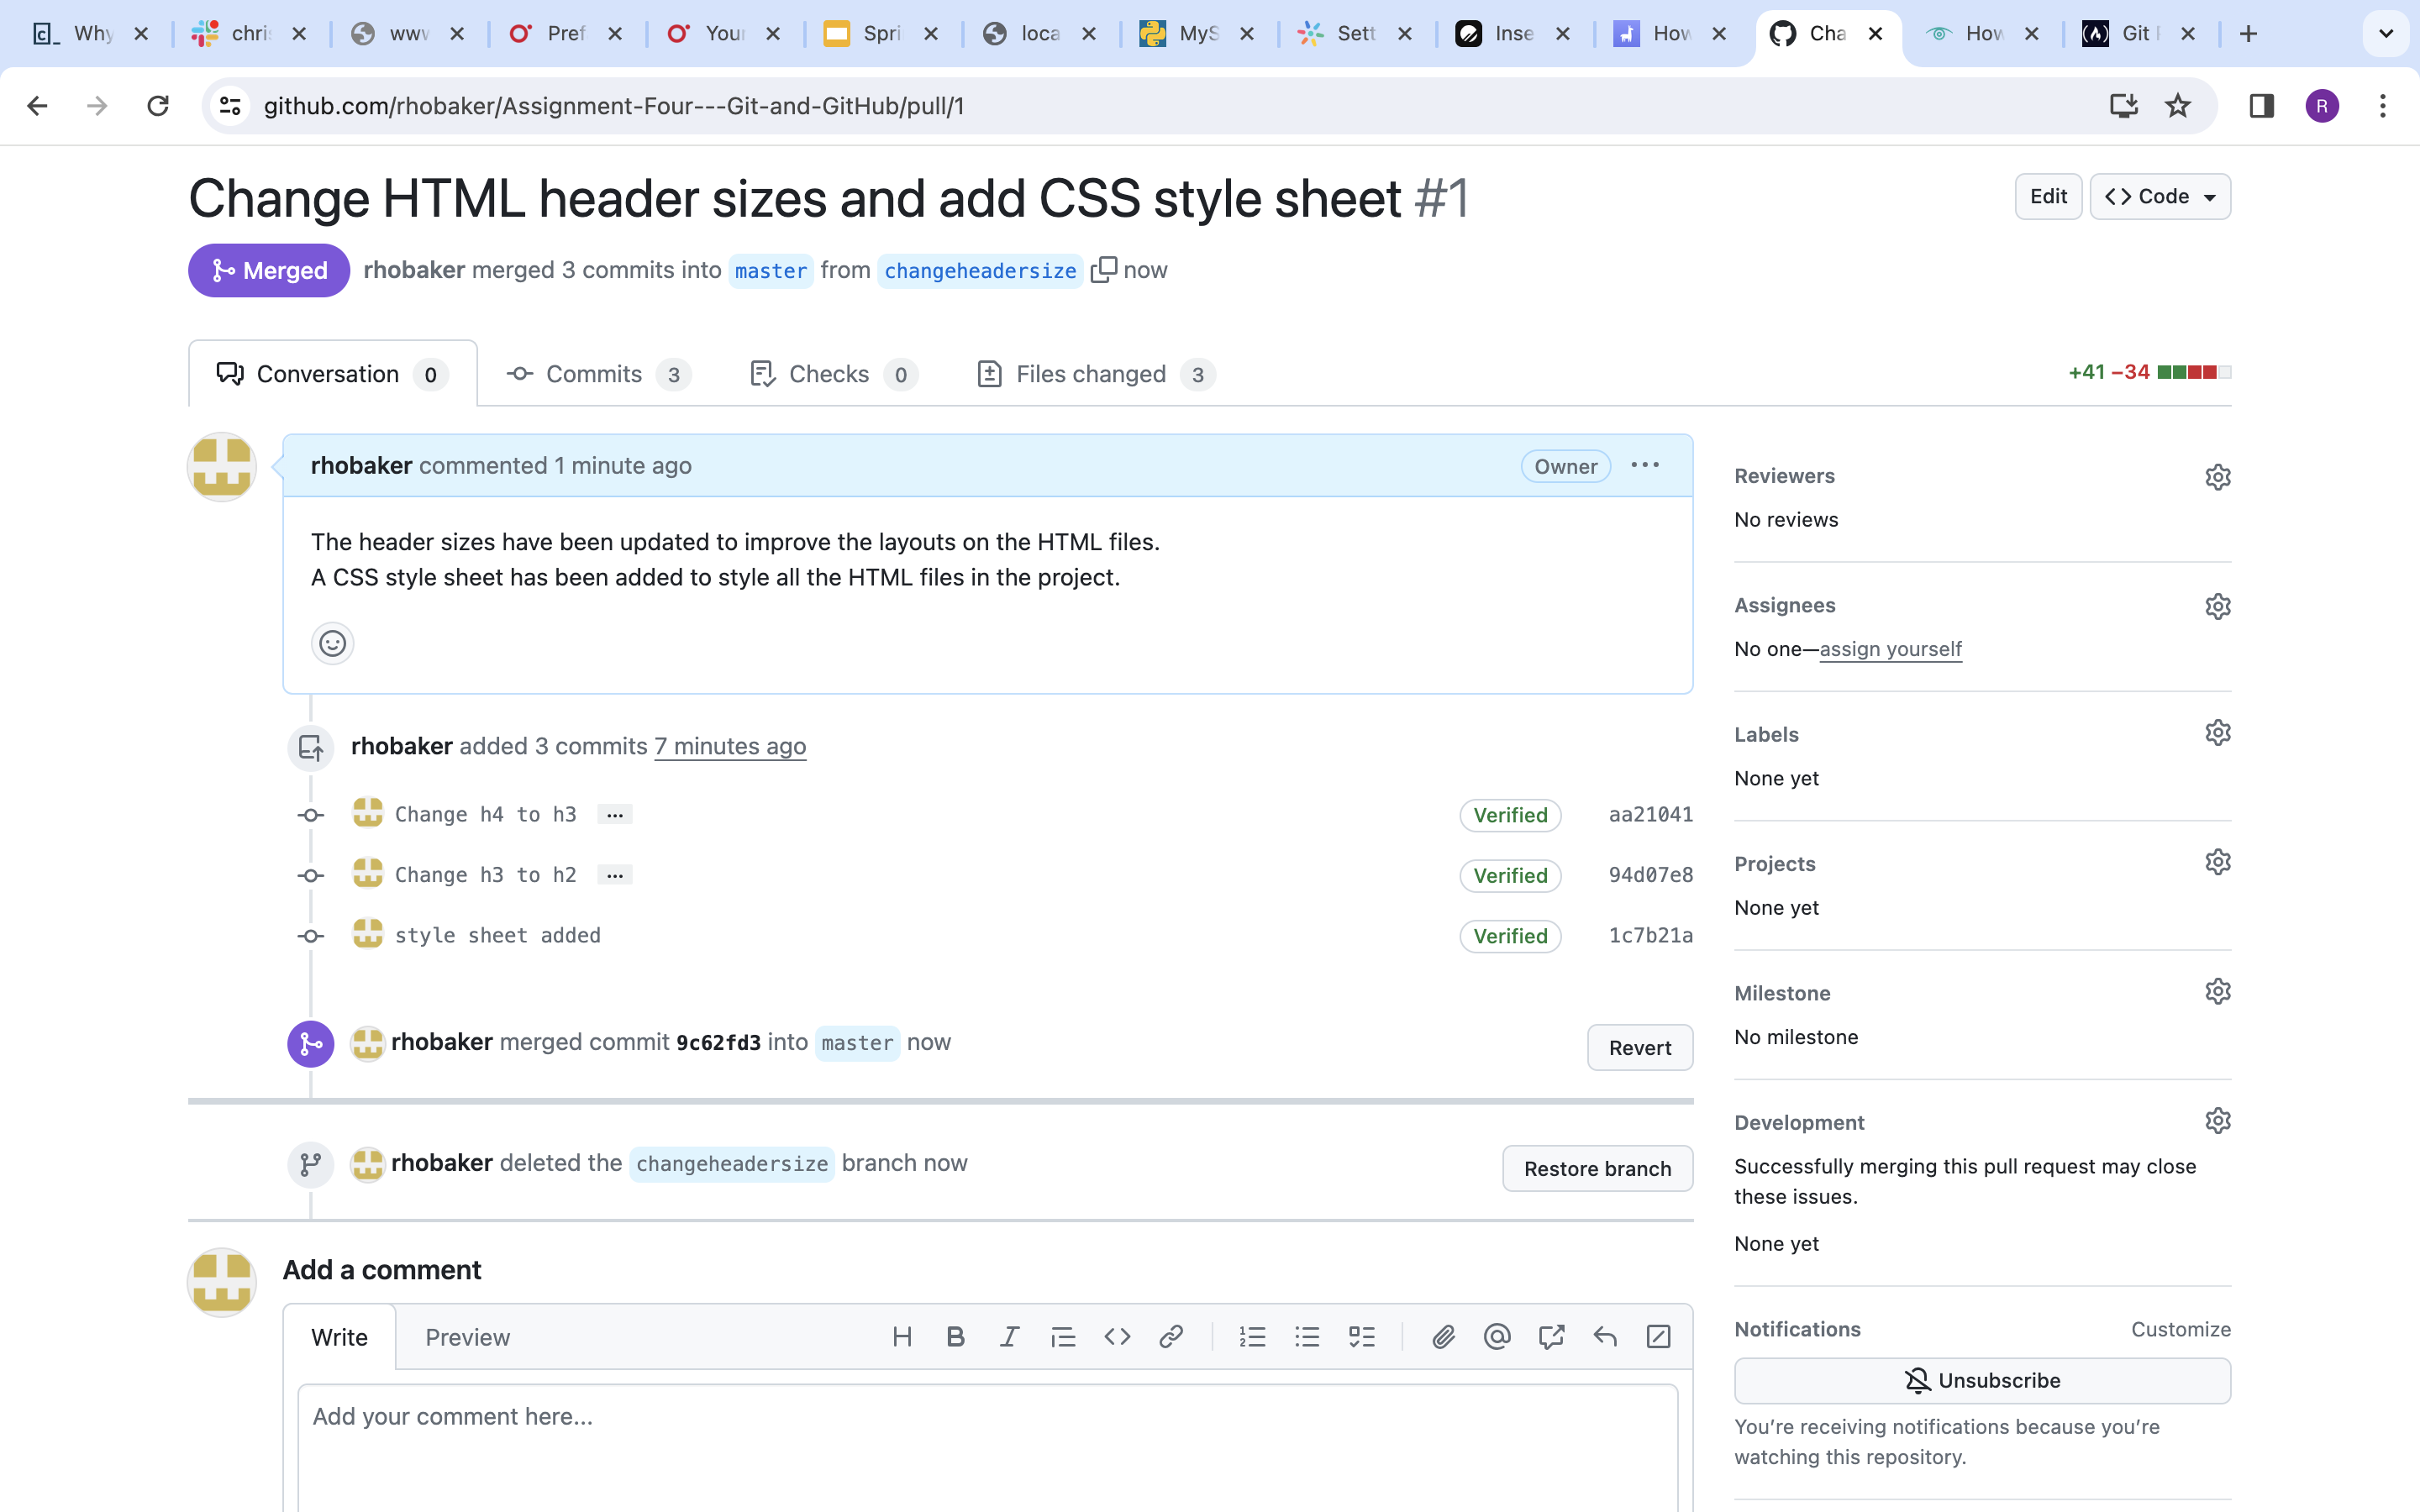 Why
chris
www
Pref
Your
Spri
loca
MyS
Sett
Inse
How
Cha
How
Git
github.com/rhobaker/Assignment-Four---Git-and-GitHub/pull/1
R
Change HTML header sizes and add CSS style sheet #1
Edit
Code
Merged
rhobaker merged 3 commits into master from changeheadersize now
Conversation 0
Commits 3
Checks 0
Files changed 3
+41 −34
rhobaker commented 1 minute ago
Owner
The header sizes have been updated to improve the layouts on the HTML files.
A CSS style sheet has been added to style all the HTML files in the project.
rhobaker added 3 commits 7 minutes ago
Change h4 to h3 ... Verified aa21041
Change h3 to h2 ... Verified 94d07e8
style sheet added Verified 1c7b21a
rhobaker merged commit 9c62fd3 into master now
Revert
rhobaker deleted the changeheadersize branch now
Restore branch
Add a comment
Write
Preview
Add your comment here...
Reviewers
No reviews
Assignees
No one—assign yourself
Labels
None yet
Projects
None yet
Milestone
No milestone
Development
Successfully merging this pull request may close
these issues.
None yet
Notifications
Customize
Unsubscribe
You’re receiving notifications because you’re
watching this repository.